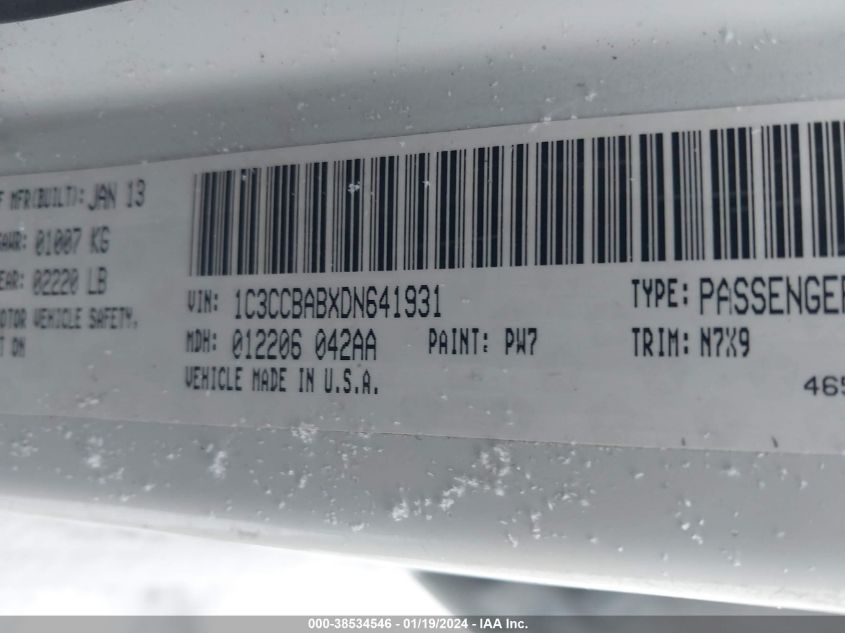 MFR(BUILT): JAN 13
01007 KG
02220 LB
VEHICLE SAFETY,
VIN: 1C3CCBABXDN641931
TYPE: PASSENGER
MDH: 012206 042AA
PAINT: PW7
TRIM: N7X9
VEHICLE MADE IN U.S.A.
465
000-38534546 - 01/19/2024 - IAA Inc.